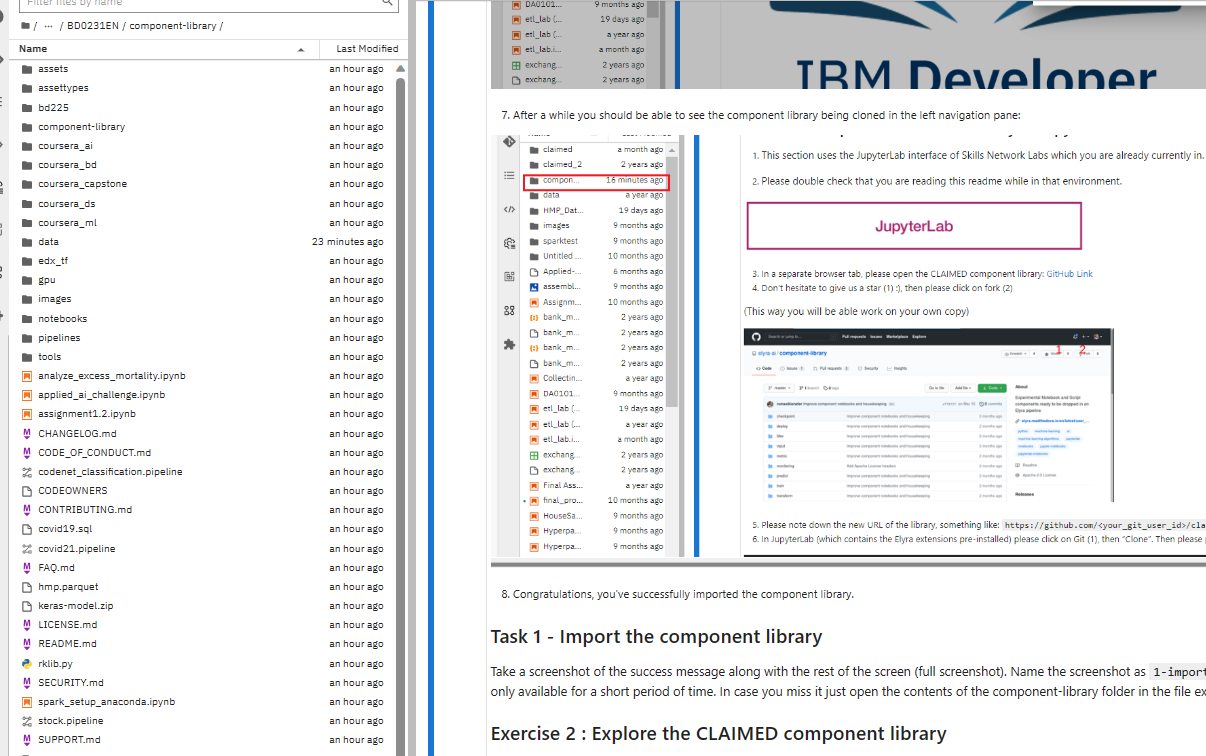 Filter files by name
/ ··· / BD0231EN / component-library /
Name Last Modified
assets an hour ago
assettypes an hour ago
bd225 an hour ago
component-library an hour ago
coursera_ai an hour ago
coursera_bd an hour ago
coursera_capstone an hour ago
coursera_ds an hour ago
coursera_ml an hour ago
data 23 minutes ago
edx_tf an hour ago
gpu an hour ago
images an hour ago
notebooks an hour ago
pipelines an hour ago
tools an hour ago
analyze_excess_mortality.ipynb an hour ago
applied_ai_challenge.ipynb an hour ago
assignment1.2.ipynb an hour ago
CHANGELOG.md an hour ago
CODE_OF_CONDUCT.md an hour ago
codenet_classification.pipeline an hour ago
CODEOWNERS an hour ago
CONTRIBUTING.md an hour ago
covid19.sql an hour ago
covid21.pipeline an hour ago
FAQ.md an hour ago
hmp.parquet an hour ago
keras-model.zip an hour ago
LICENSE.md an hour ago
README.md an hour ago
rklib.py an hour ago
SECURITY.md an hour ago
spark_setup_anaconda.ipynb an hour ago
stock.pipeline an hour ago
SUPPORT.md an hour ago
DA0101... 9 months ago
etl_lab (... 19 days ago
etl_lab (... a year ago
etl_lab.i... a month ago
exchang... 2 years ago
exchang... 2 years ago
IBM Developer
7. After a while you should be able to see the component library being cloned in the left navigation pane:
claimed a month ago
claimed_2 2 years ago
compon... 16 minutes ago
data a year ago
HMP_Dat... 19 days ago
images 9 months ago
sparktest 9 months ago
Untitled ... 10 months ago
Applied-... 6 months ago
assembl... 9 months ago
Assignm... 10 months ago
bank_m... 2 years ago
bank_m... 2 years ago
bank_m... 2 years ago
bank_m... 2 years ago
Collectin... a year ago
DA0101... 9 months ago
etl_lab (... 19 days ago
etl_lab (... a year ago
etl_lab.i... a month ago
exchang... 2 years ago
exchang... 2 years ago
Final Ass... a year ago
final_pro... 10 months ago
HouseSa... 9 months ago
Hyperpa... 9 months ago
Hyperpa... 9 months ago
1. This section uses the JupyterLab interface of Skills Network Labs which you are already currently in.
2. Please double check that you are reading this readme while in that environment.
JupyterLab
3. In a separate browser tab, please open the CLAIMED component library: GitHub Link
4. Don't hesitate to give us a star (1) :), then please click on fork (2)
(This way you will be able work on your own copy)
Pull requests Issues Marketplace Explore
1 2
elyra-ai / component-library
Code Issues Pull requests Security Insights
About
Experimental Notebook and Script components ready to be dropped in an Elyra pipeline
Releases
5. Please note down the new URL of the library, something like: https://github.com/<your_git_user_id>/cla
6. In JupyterLab (which contains the Elyra extensions pre-installed) please click on Git (1), then "Clone". Then please
8. Congratulations, you've successfully imported the component library.
Task 1 - Import the component library
Take a screenshot of the success message along with the rest of the screen (full screenshot). Name the screenshot as 1-import
only available for a short period of time. In case you miss it just open the contents of the component-library folder in the file ex
Exercise 2 : Explore the CLAIMED component library